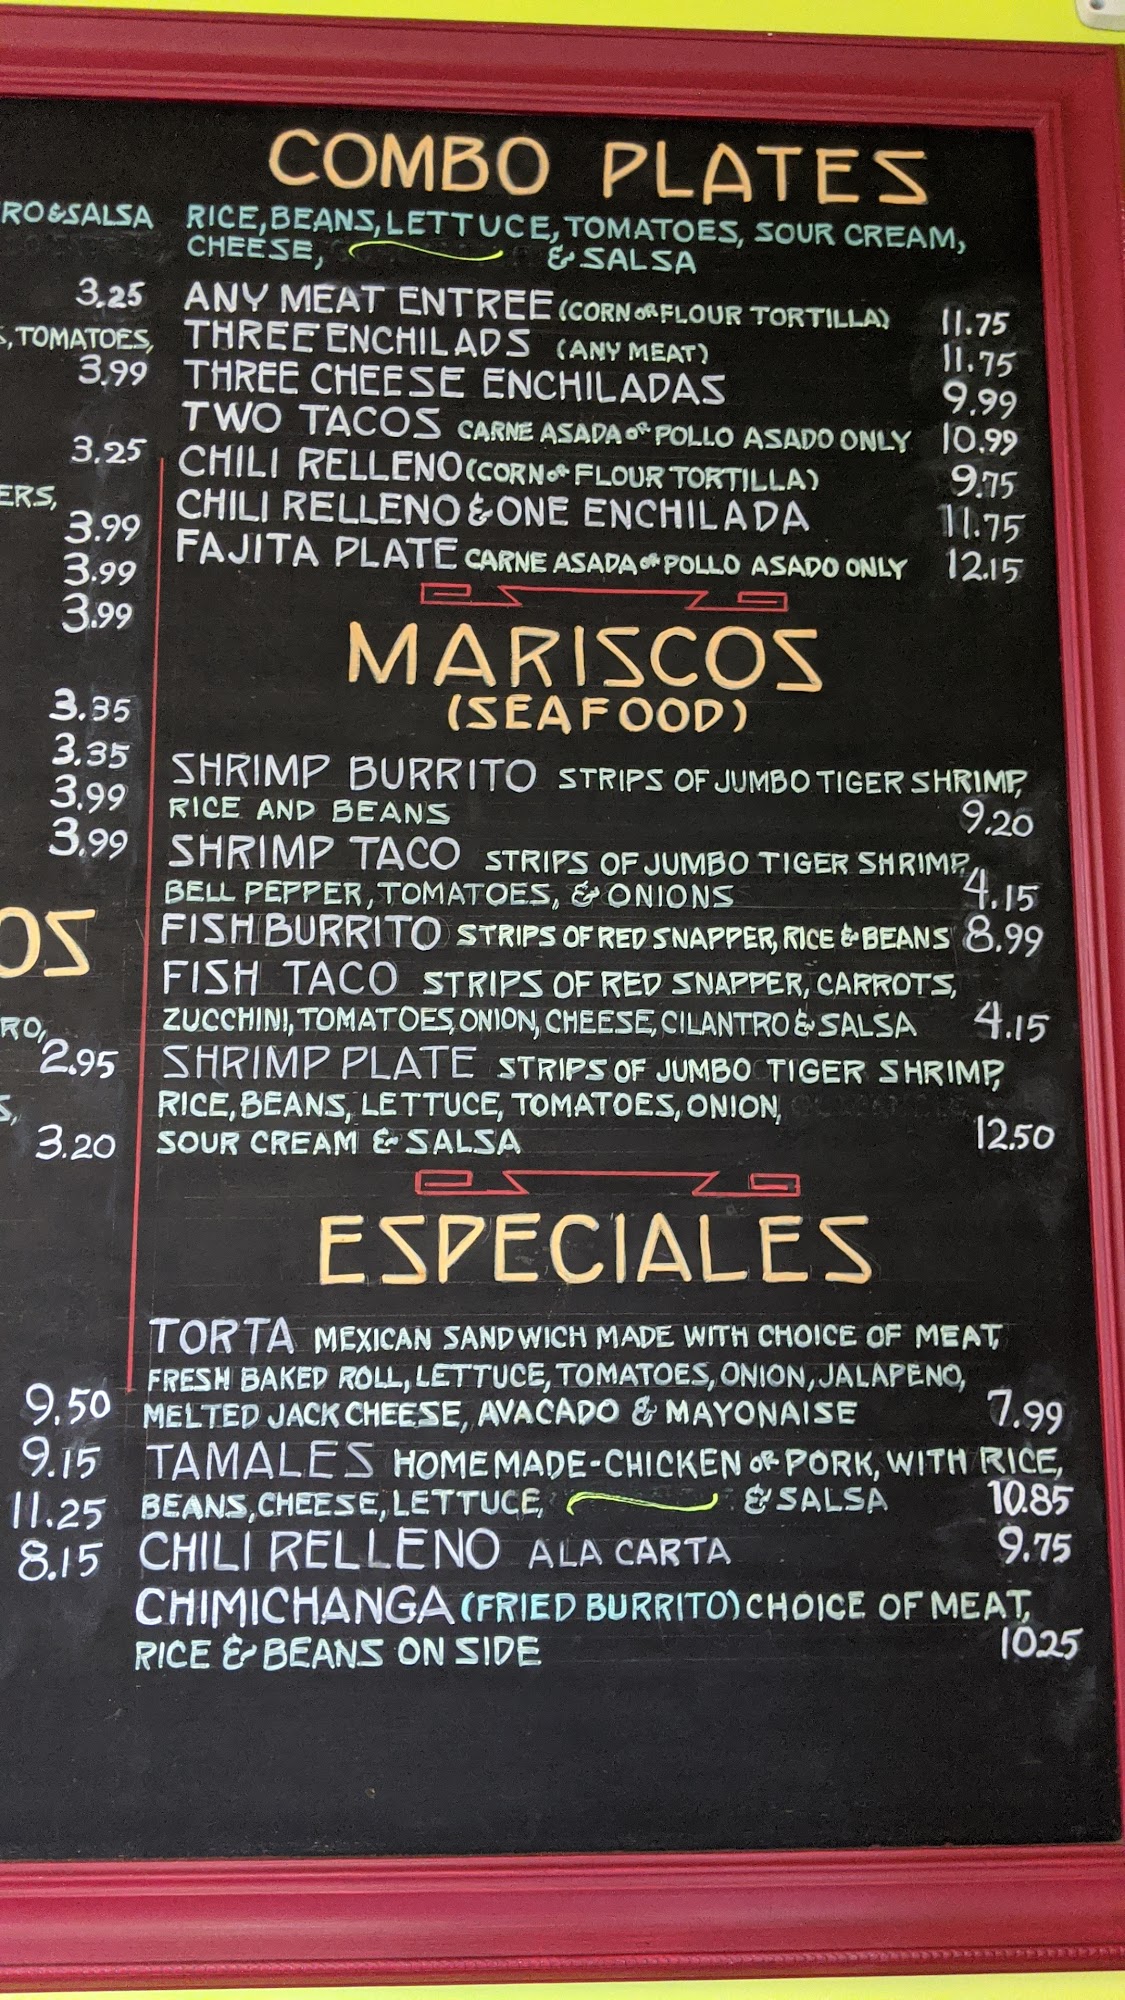 RO & SALSA
3.25
, TOMATOES,
3.99
3.25
ERS,
3.99
3.99
3.99
3.35
3.35
3.99
3.99
OS
RO,
2.95
S,
3.20
9.50
9.15
11.25
8.15
COMBO PLATES
RICE, BEANS, LETTUCE, TOMATOES, SOUR CREAM,
CHEESE, & SALSA
ANY MEAT ENTREE (CORN OR FLOUR TORTILLA) 11.75
THREE ENCHILADS (ANY MEAT) 11.75
THREE CHEESE ENCHILADAS 9.99
TWO TACOS CARNE ASADA OR POLLO ASADO ONLY 10.99
CHILI RELLENO (CORN OR FLOUR TORTILLA) 9.75
CHILI RELLENO & ONE ENCHILADA 11.75
FAJITA PLATE CARNE ASADA OR POLLO ASADO ONLY 12.15
MARISCOS
(SEAFOOD)
SHRIMP BURRITO STRIPS OF JUMBO TIGER SHRIMP,
RICE AND BEANS 9.20
SHRIMP TACO STRIPS OF JUMBO TIGER SHRIMP,
BELL PEPPER, TOMATOES, & ONIONS 4.15
FISH BURRITO STRIPS OF RED SNAPPER, RICE & BEANS 8.99
FISH TACO STRIPS OF RED SNAPPER, CARROTS,
ZUCCHINI, TOMATOES, ONION, CHEESE, CILANTRO & SALSA 4.15
SHRIMP PLATE STRIPS OF JUMBO TIGER SHRIMP,
RICE, BEANS, LETTUCE, TOMATOES, ONION,
SOUR CREAM & SALSA 12.50
ESPECIALES
TORTA MEXICAN SANDWICH MADE WITH CHOICE OF MEAT,
FRESH BAKED ROLL, LETTUCE, TOMATOES, ONION, JALAPENO,
MELTED JACK CHEESE, AVACADO & MAYONAISE 7.99
TAMALES HOMEMADE-CHICKEN OR PORK, WITH RICE,
BEANS, CHEESE, LETTUCE, & SALSA 10.85
CHILI RELLENO ALA CARTA 9.75
CHIMICHANGA (FRIED BURRITO) CHOICE OF MEAT,
RICE & BEANS ON SIDE 10.25